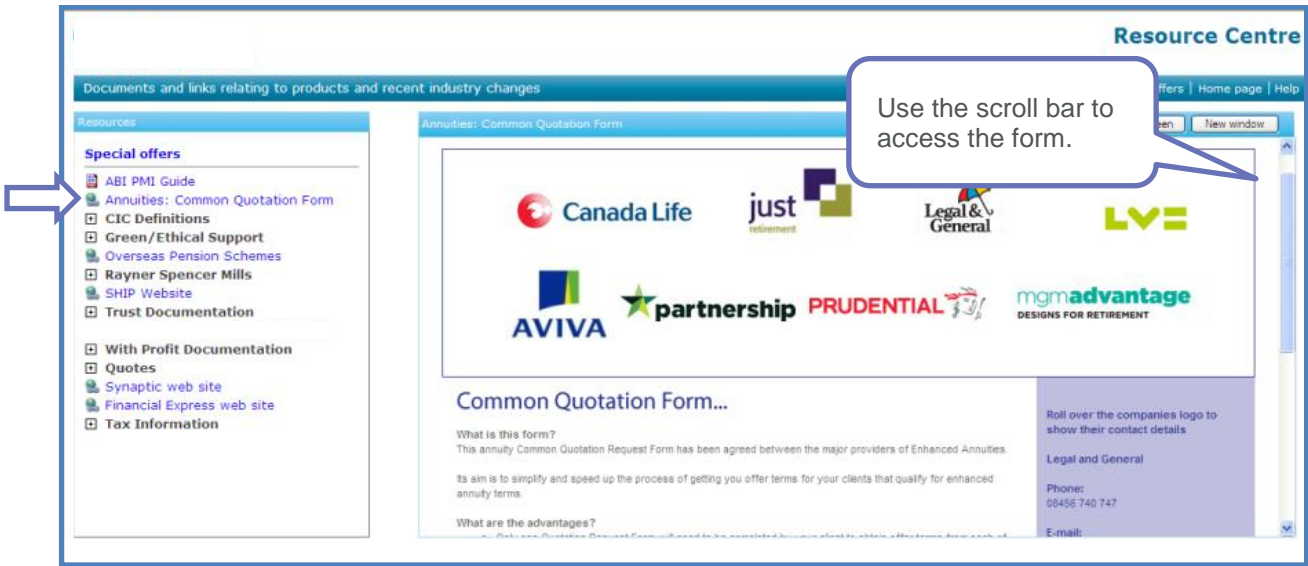 Resource Centre
Documents and links relating to products and recent industry changes
Home page | Help
Use the scroll bar to
access the form.
Resources
Annuities: Common Quotation Form
New window
Special offers
ABI PMI Guide
Annuities: Common Quotation Form
CIC Definitions
Green/Ethical Support
Overseas Pension Schemes
Rayner Spencer Mills
SHIP Website
Trust Documentation
With Profit Documentation
Quotes
Synaptic web site
Financial Express web site
Tax Information
Canada Life
just
retirement
Legal &
General
LV=
AVIVA
partnership
PRUDENTIAL
mgmadvantage
DESIGNS FOR RETIREMENT
Common Quotation Form...
What is this form?
This annuity Common Quotation Request Form has been agreed between the major providers of Enhanced Annuities.
Its aim is to simplify and speed up the process of getting you offer terms for your clients that qualify for enhanced
annuity terms.
What are the advantages?
Roll over the companies logo to
show their contact details
Legal and General
Phone:
08456 740 747
E-mail: